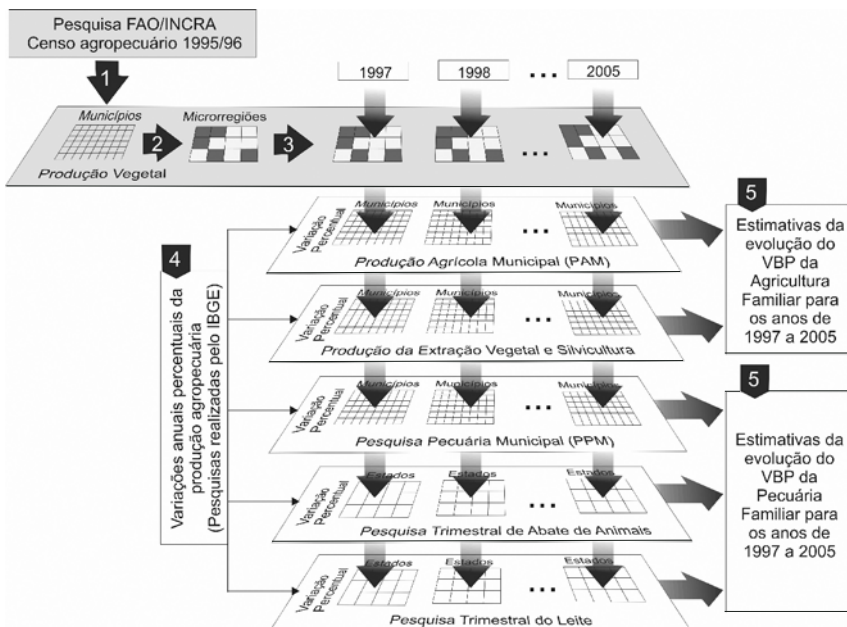 Pesquisa FAO/INCRA
Censo agropecuário 1995/96
1
1997
1998
...
2005
Municípios
Microrregiões
2
3
...
Produção Vegetal
4
Variações anuais percentuais da
produção agropecuária
(Pesquisas realizadas pelo IBGE)
Variação
Percentual
Municípios
Municípios
Municípios
...
Produção Agrícola Municipal (PAM)
Variação
Percentual
Municípios
Municípios
Municípios
...
Produção da Extração Vegetal e Silvicultura
Variação
Percentual
Municípios
Municípios
Municípios
...
Pesquisa Pecuária Municipal (PPM)
Variação
Percentual
Estados
Estados
Estados
...
Pesquisa Trimestral de Abate de Animais
Variação
Percentual
Estados
Estados
Estados
...
Pesquisa Trimestral do Leite
5
Estimativas da
evolução do
VBP da
Agricultura
Familiar para
os anos de
1997 a 2005
5
Estimativas da
evolução do
VBP da
Pecuária
Familiar para
os anos de
1997 a 2005